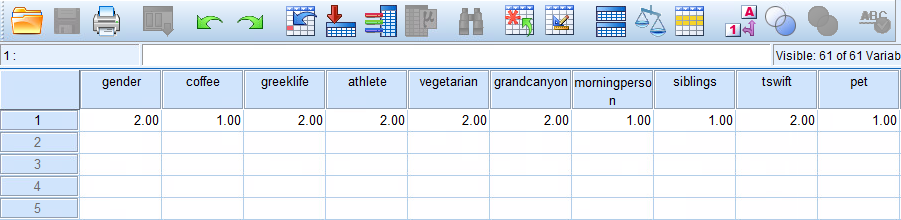 A
1
ABC
1 :
Visible: 61 of 61 Variab
gender coffee greeklife athlete vegetarian grandcanyon morningperso siblings tswift pet
n
1 2.00 1.00 2.00 2.00 2.00 2.00 1.00 1.00 2.00 1.00
2
3
4
5